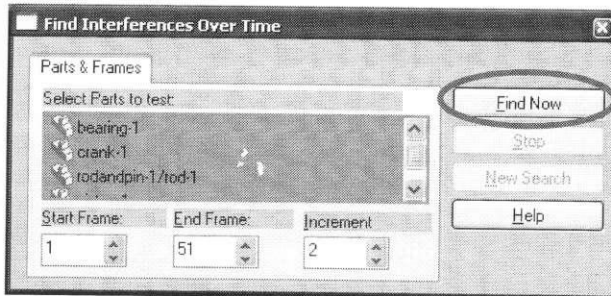 Find Interferences Over Time
Parts & Frames
Select Parts to test:
bearing-1
crank-1
rodandpin-1/rod-1
Start Frame:
End Frame:
Increment
1
51
2
Find Now
Stop
New Search
Help